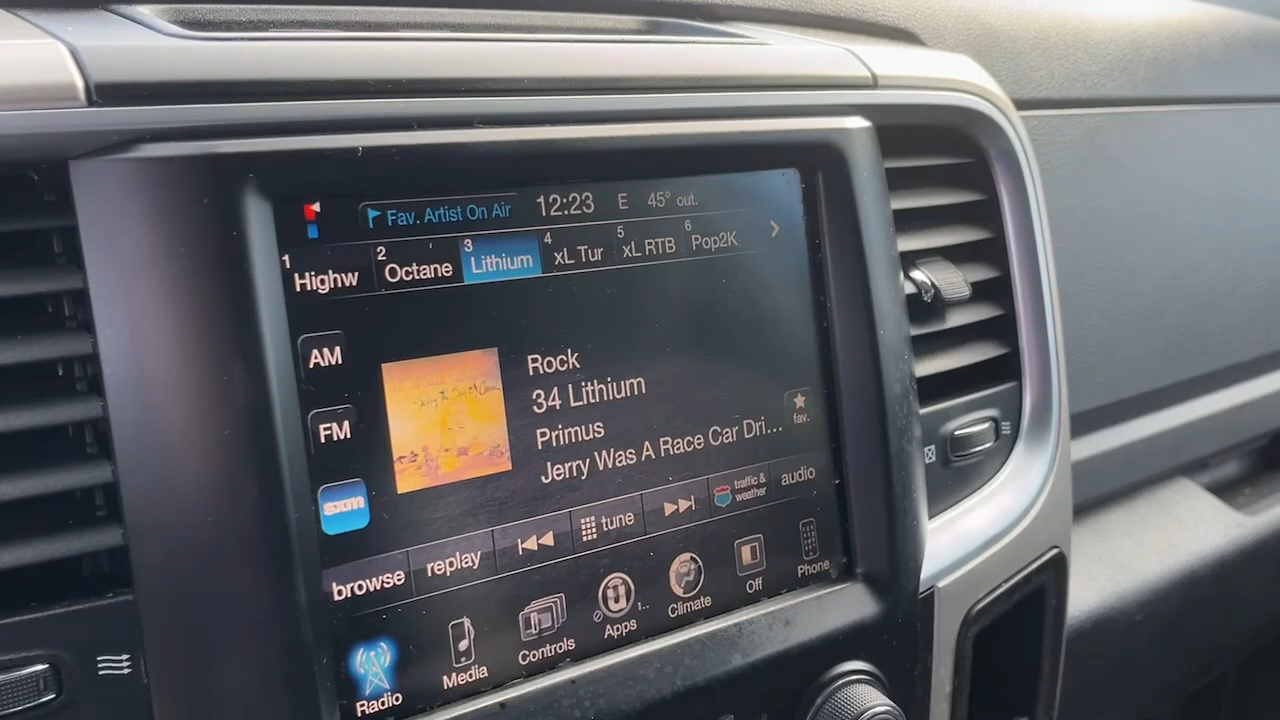 Fav. Artist On Air 12:23 E 45° out.
1 Highw 2 Octane 3 Lithium 4 xL Tur 5 xL RTB 6 Pop2K
AM
FM
sxm
Rock
34 Lithium
Primus
Jerry Was A Race Car Dri...
fav.
browse replay tune traffic & weather audio
Radio Media Controls Apps 1.. Climate Off Phone